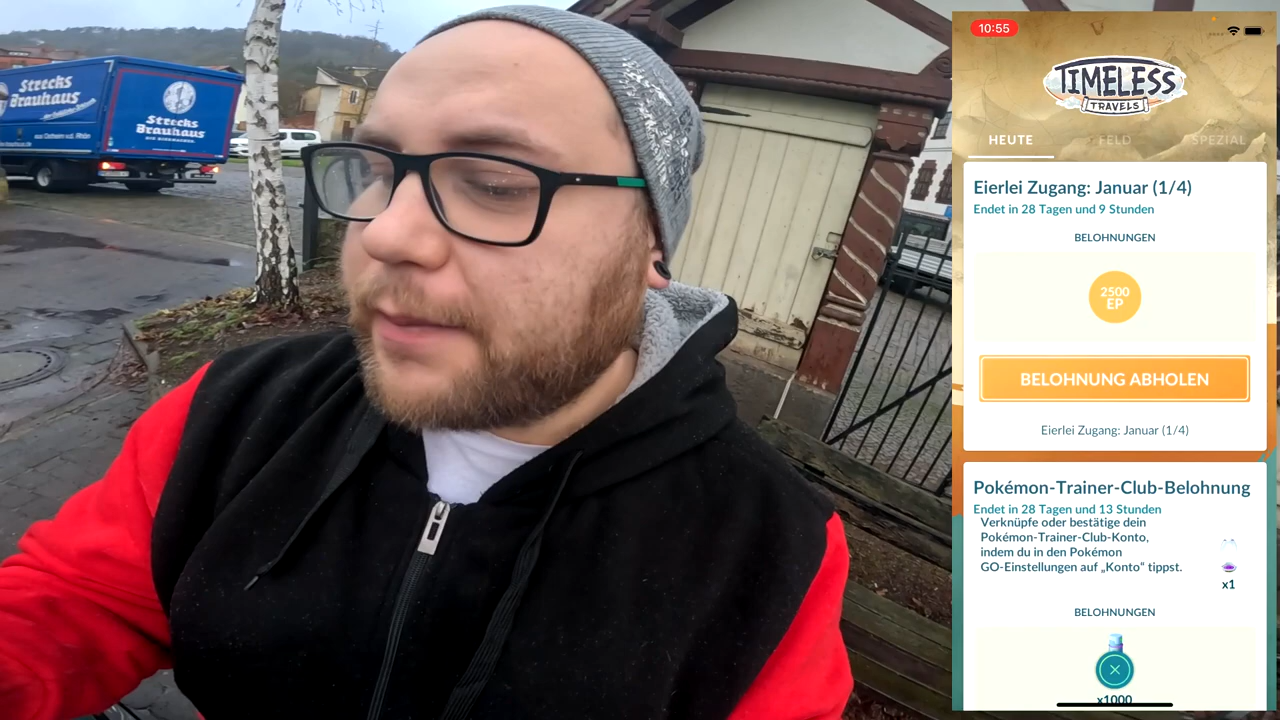 Strecks
Brauhaus
aus Ostheim v.d. Rhön
Strecks
Brauhaus
10:55
TIMELESS
TRAVELS
HEUTE
FELD
SPEZIAL
Eierlei Zugang: Januar (1/4)
Endet in 28 Tagen und 9 Stunden
BELOHNUNGEN
2500
EP
BELOHNUNG ABHOLEN
Eierlei Zugang: Januar (1/4)
Pokémon-Trainer-Club-Belohnung
Endet in 28 Tagen und 13 Stunden
Verknüpfe oder bestätige dein
Pokémon-Trainer-Club-Konto,
indem du in den Pokémon
GO-Einstellungen auf „Konto" tippst.
x1
BELOHNUNGEN
x1000